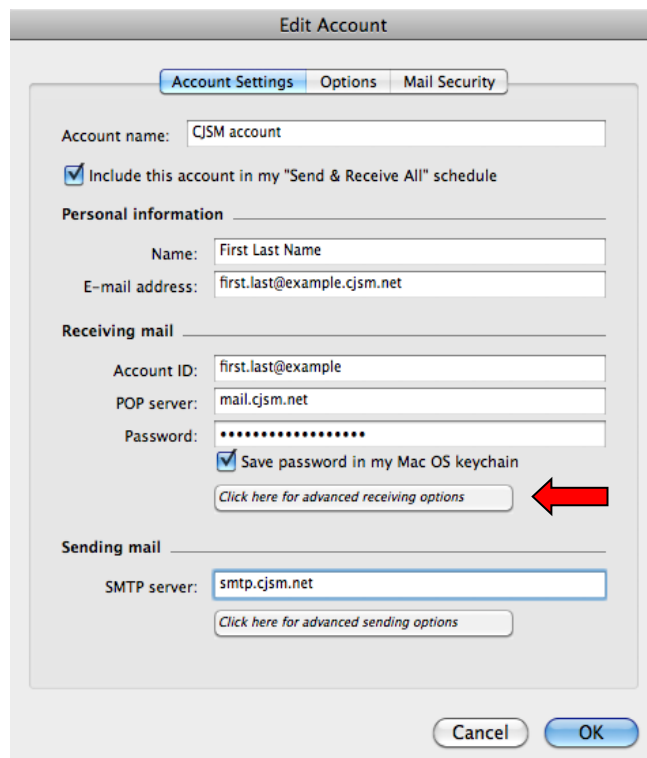 Edit Account
Account Settings Options Mail Security
Account name: CJSM account
Include this account in my "Send & Receive All" schedule
Personal information
Name: First Last Name
E-mail address: first.last@example.cjsm.net
Receiving mail
Account ID: first.last@example
POP server: mail.cjsm.net
Password: ••••••••••••••••••
Save password in my Mac OS keychain
Click here for advanced receiving options
Sending mail
SMTP server: smtp.cjsm.net
Click here for advanced sending options
Cancel OK